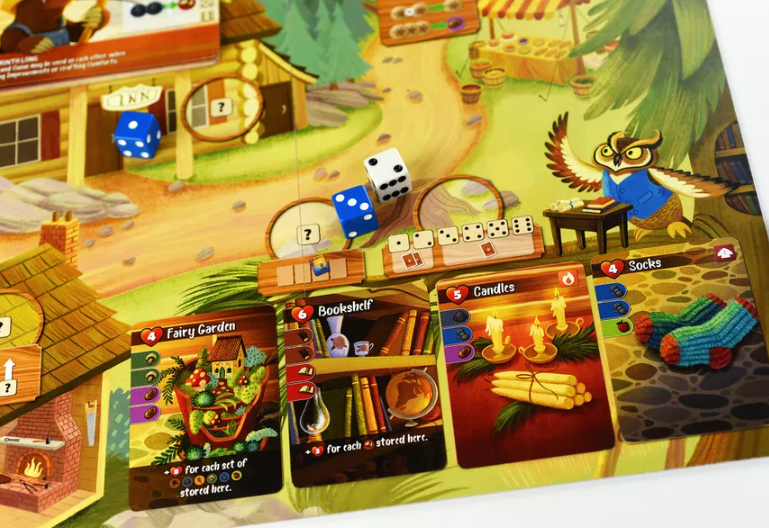 INN
?
?
?
?
4 Fairy Garden
+ for each set of
stored here.
6 Bookshelf
+ for each stored here.
5 Candles
4 Socks